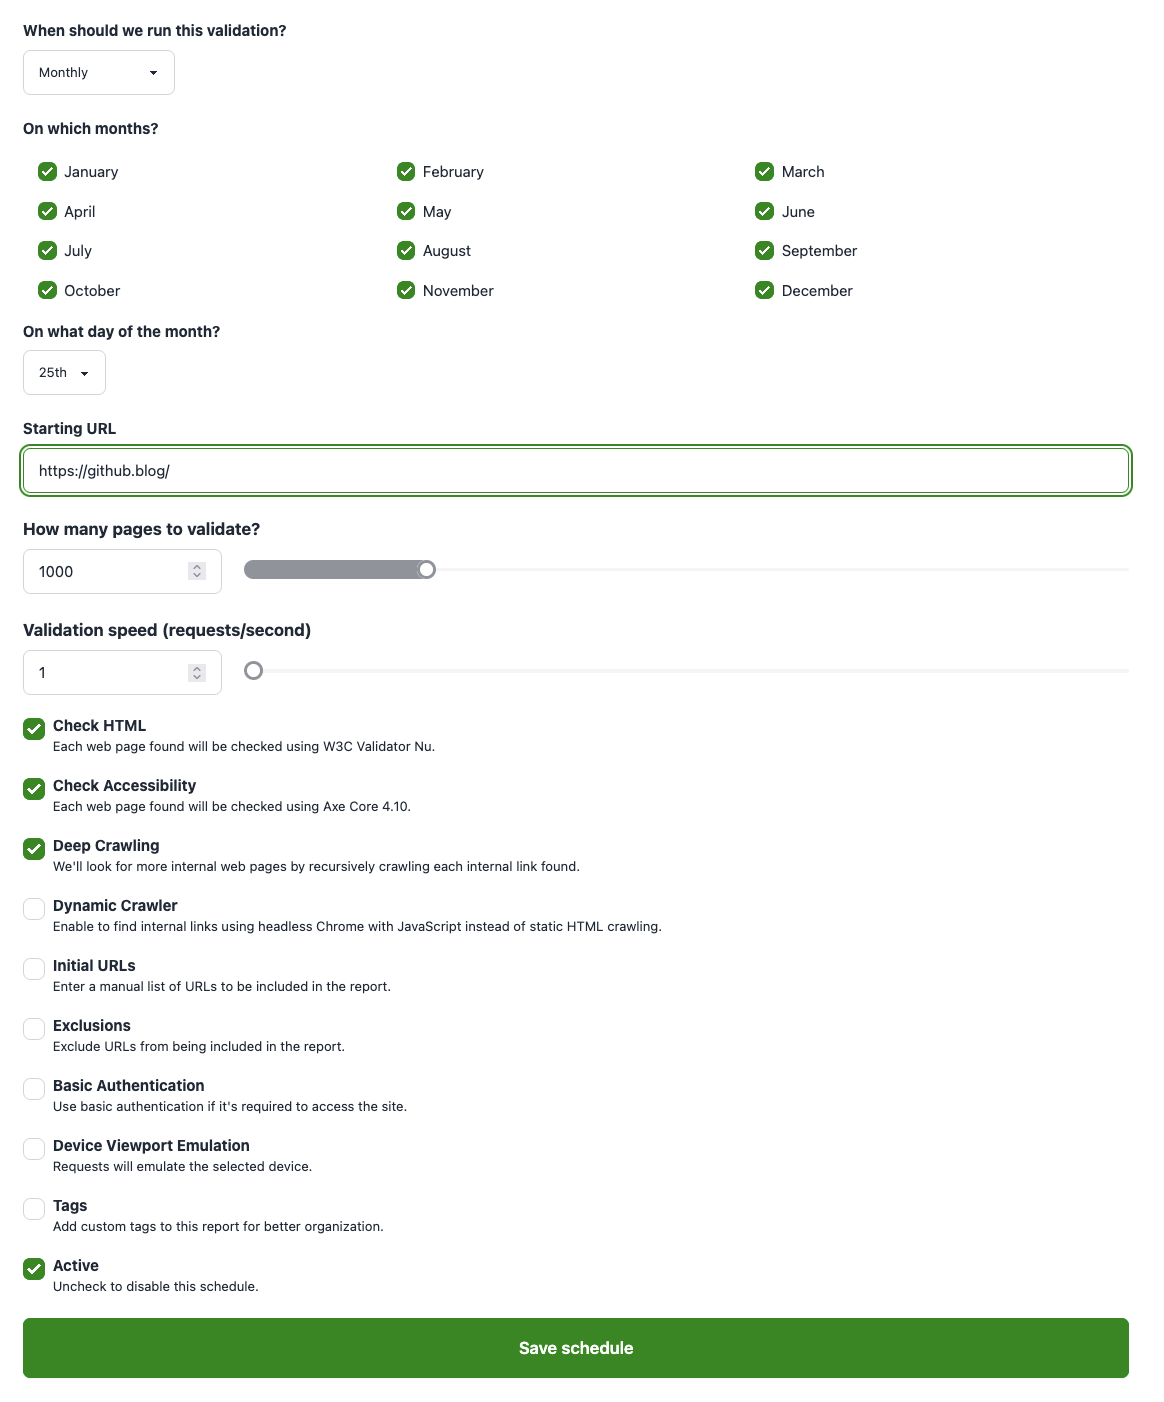 When should we run this validation?
Monthly
On which months?
January February March
April May June
July August September
October November December
On what day of the month?
25th
Starting URL
https://github.blog/
How many pages to validate?
1000
Validation speed (requests/second)
1
Check HTML
Each web page found will be checked using W3C Validator Nu.
Check Accessibility
Each web page found will be checked using Axe Core 4.10.
Deep Crawling
We'll look for more internal web pages by recursively crawling each internal link found.
Dynamic Crawler
Enable to find internal links using headless Chrome with JavaScript instead of static HTML crawling.
Initial URLs
Enter a manual list of URLs to be included in the report.
Exclusions
Exclude URLs from being included in the report.
Basic Authentication
Use basic authentication if it's required to access the site.
Device Viewport Emulation
Requests will emulate the selected device.
Tags
Add custom tags to this report for better organization.
Active
Uncheck to disable this schedule.
Save schedule